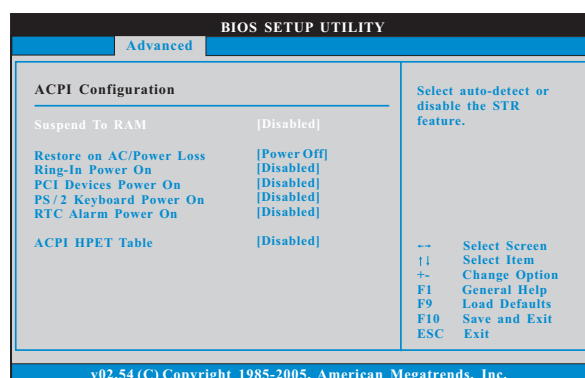 BIOS SETUP UTILITY
Advanced
ACPI Configuration
Suspend To RAM [Disabled]
Restore on AC/Power Loss [Power Off]
Ring-In Power On [Disabled]
PCI Devices Power On [Disabled]
PS / 2 Keyboard Power On [Disabled]
RTC Alarm Power On [Disabled]
ACPI HPET Table [Disabled]
Select auto-detect or
disable the STR
feature.
←→ Select Screen
↑↓ Select Item
+- Change Option
F1 General Help
F9 Load Defaults
F10 Save and Exit
ESC Exit
v02.54 (C) Copyright 1985-2005, American Megatrends, Inc.